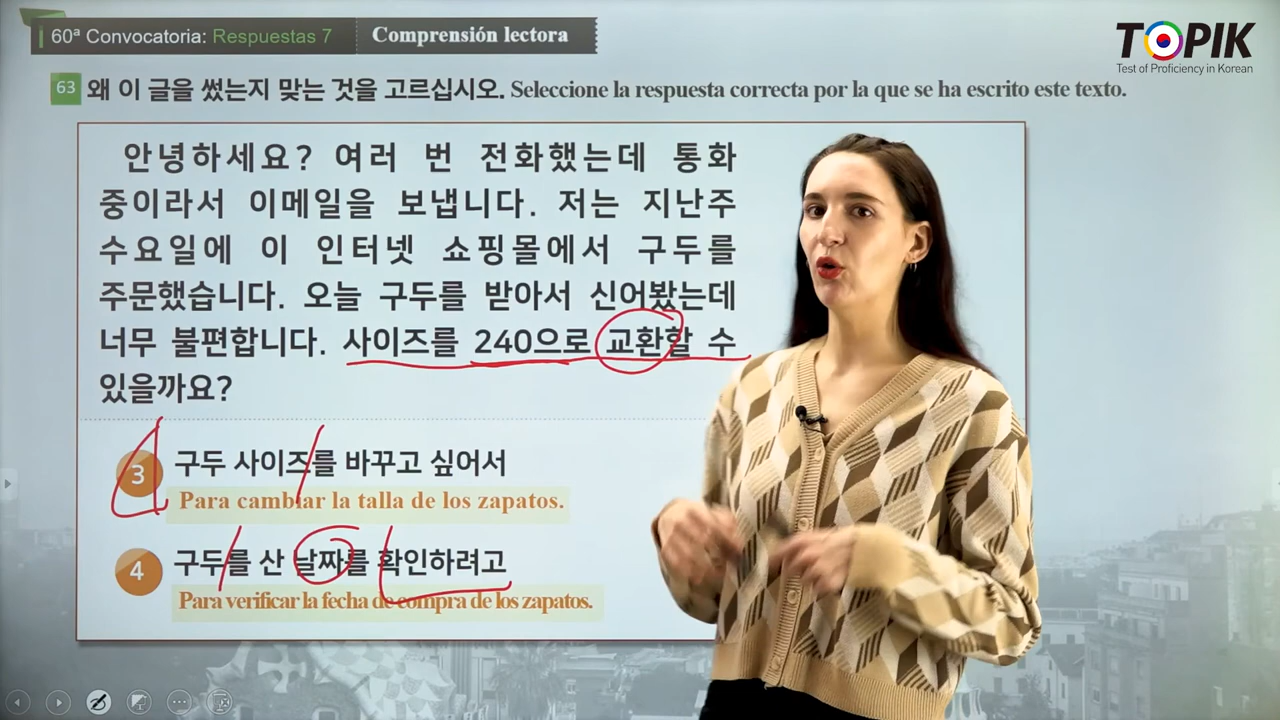 60ª Convocatoria: Respuestas 7 Comprensión lectora
TOPIK
Test of Proficiency in Korean
63 왜 이 글을 썼는지 맞는 것을 고르십시오. Seleccione la respuesta correcta por la que se ha escrito este texto.
안녕하세요? 여러 번 전화했는데 통화
중이라서 이메일을 보냅니다. 저는 지난주
수요일에 이 인터넷 쇼핑몰에서 구두를
주문했습니다. 오늘 구두를 받아서 신어봤는데
너무 불편합니다. 사이즈를 240으로 교환할 수
있을까요?
3 구두 사이즈를 바꾸고 싶어서
Para cambiar la talla de los zapatos.
4 구두를 산 날짜를 확인하려고
Para verificar la fecha de compra de los zapatos.